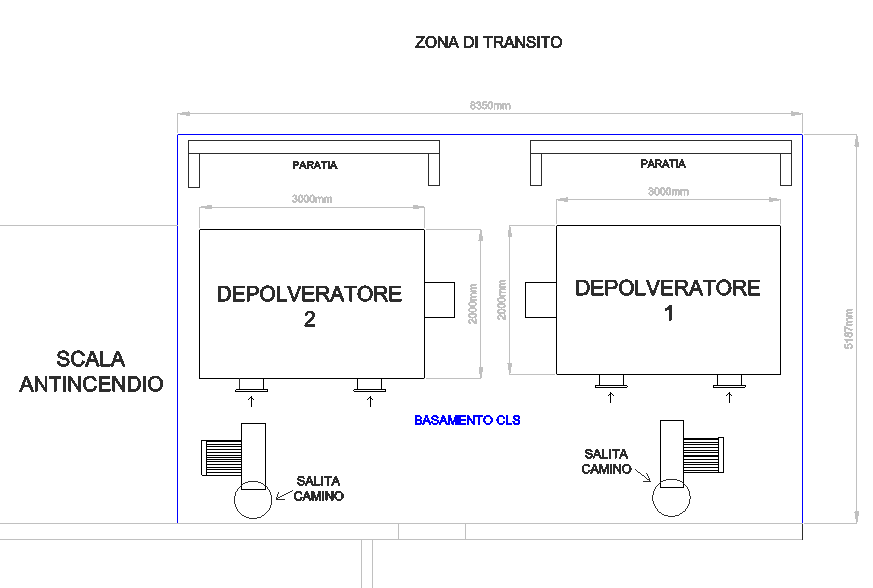 ZONA DI TRANSITO
8350mm
PARATIA
PARATIA
3000mm
3000mm
DEPOLVERATORE
2
2000mm
2000mm
DEPOLVERATORE
1
5187mm
SCALA
ANTINCENDIO
BASAMENTO CLS
SALITA
CAMINO
SALITA
CAMINO